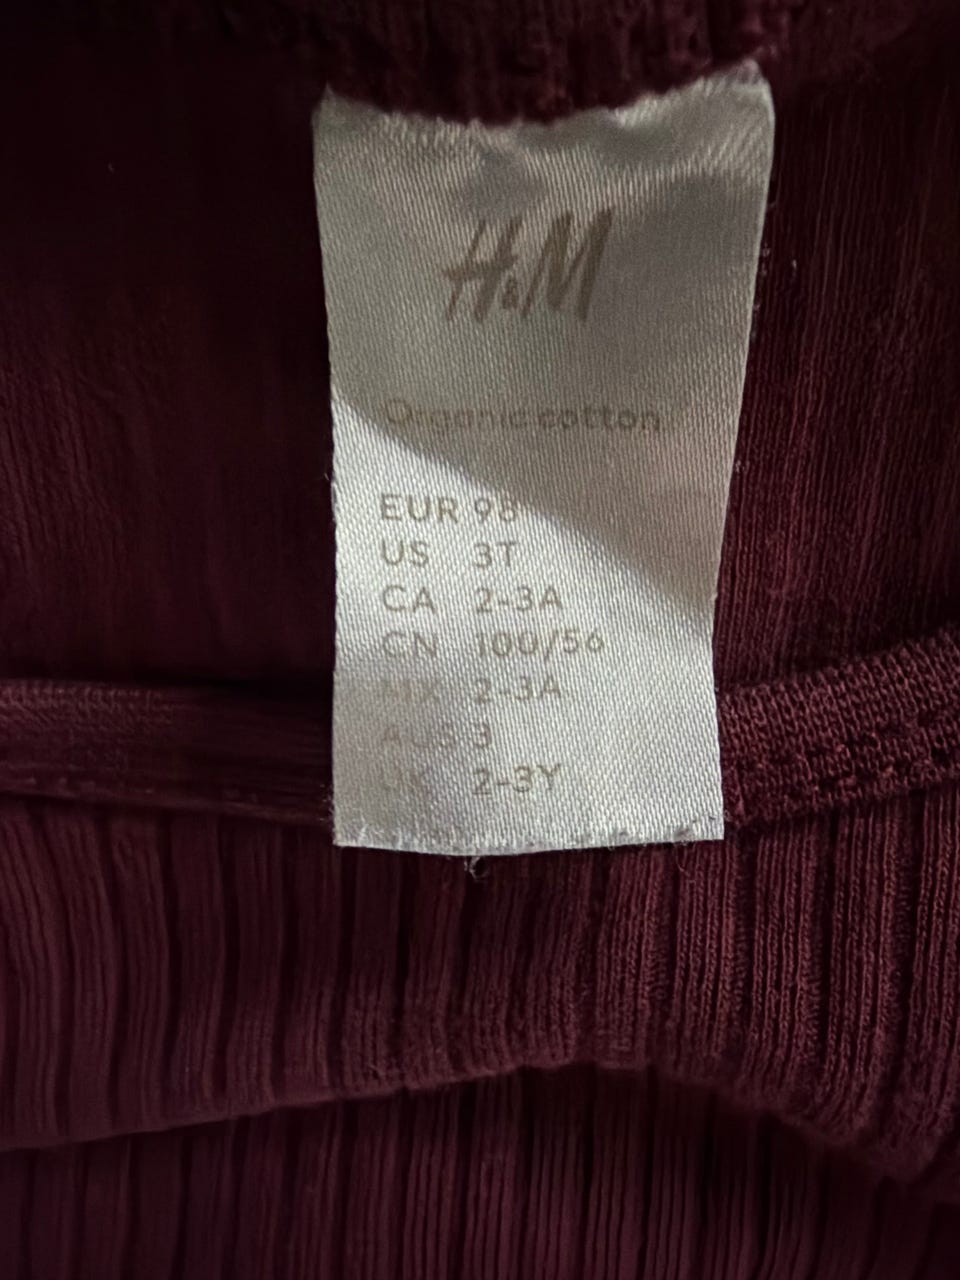 H&M
Organic cotton
EUR 98
US 3T
CA 2-3A
CN 100/56
MX 2-3A
AUS 3
UK 2-3Y